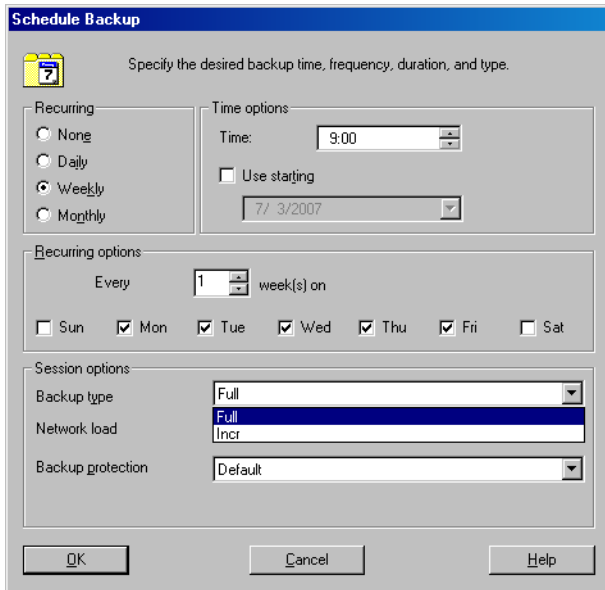 Schedule Backup
7
Specify the desired backup time, frequency, duration, and type.
Recurring
None
Daily
Weekly
Monthly
Time options
Time: 9:00
Use starting
7/ 3/2007
Recurring options
Every 1 week(s) on
Sun Mon Tue Wed Thu Fri Sat
Session options
Backup type Full
Full
Incr
Network load
Backup protection Default
OK Cancel Help